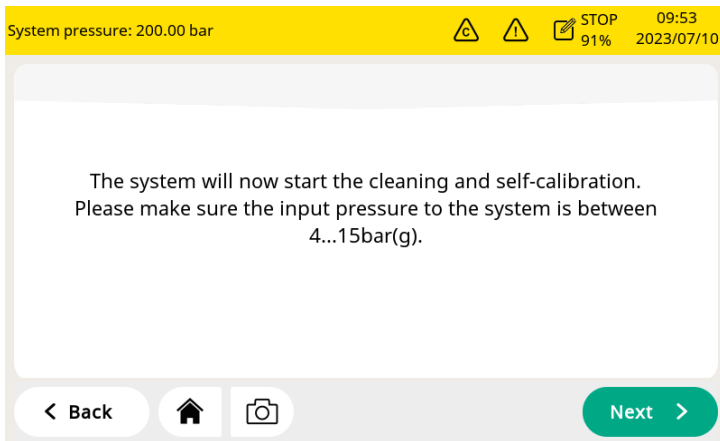 System pressure: 200.00 bar
C
!
STOP
91%
09:53
2023/07/10
The system will now start the cleaning and self-calibration.
Please make sure the input pressure to the system is between
4...15bar(g).
Back
Next